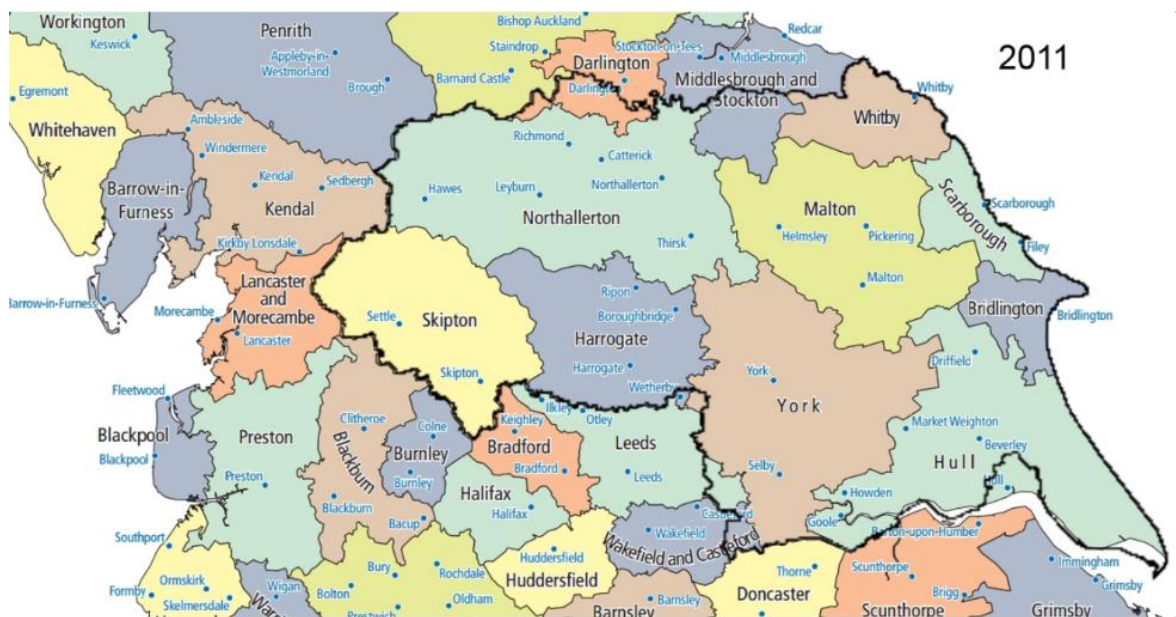 Workington
Keswick
Penrith
Appleby-in-
Westmorland
Brough
Bishop Auckland
Staindrop
Barnard Castle
Darlington
Darlington
Stockton-on-Tees
Middlesbrough
Redcar
Middlesbrough and
Stockton
2011
Egremont
Whitehaven
Ambleside
Windermere
Kendal
Sedbergh
Kendal
Barrow-in-
Furness
Kirkby Lonsdale
Richmond
Catterick
Hawes
Leyburn
Northallerton
Northallerton
Thirsk
Whitby
Whitby
Malton
Helmsley
Pickering
Malton
Scarborough
Scarborough
Filey
Barrow-in-Furness
Morecambe
Lancaster
and
Morecambe
Lancaster
Settle
Skipton
Skipton
Ripon
Boroughbridge
Harrogate
Harrogate
Wetherby
Bridlington
Bridlington
Driffield
York
York
Fleetwood
Blackpool
Blackpool
Preston
Preston
Clitheroe
Blackburn
Blackburn
Bacup
Colne
Burnley
Burnley
Keighley
Ilkley
Otley
Bradford
Bradford
Leeds
Leeds
Halifax
Halifax
Selby
Market Weighton
Beverley
Hull
Hull
Howden
Goole
Castleford
Wakefield
Wakefield and Castleford
Barton-upon-Humber
Southport
Formby
Ormskirk
Skelmersdale
Wigan
Bury
Bolton
Prestwich
Rochdale
Oldham
Huddersfield
Huddersfield
Barnsley
Barnsley
Thorne
Doncaster
Scunthorpe
Brigg
Scunthorpe
Immingham
Grimsby
Grimsby